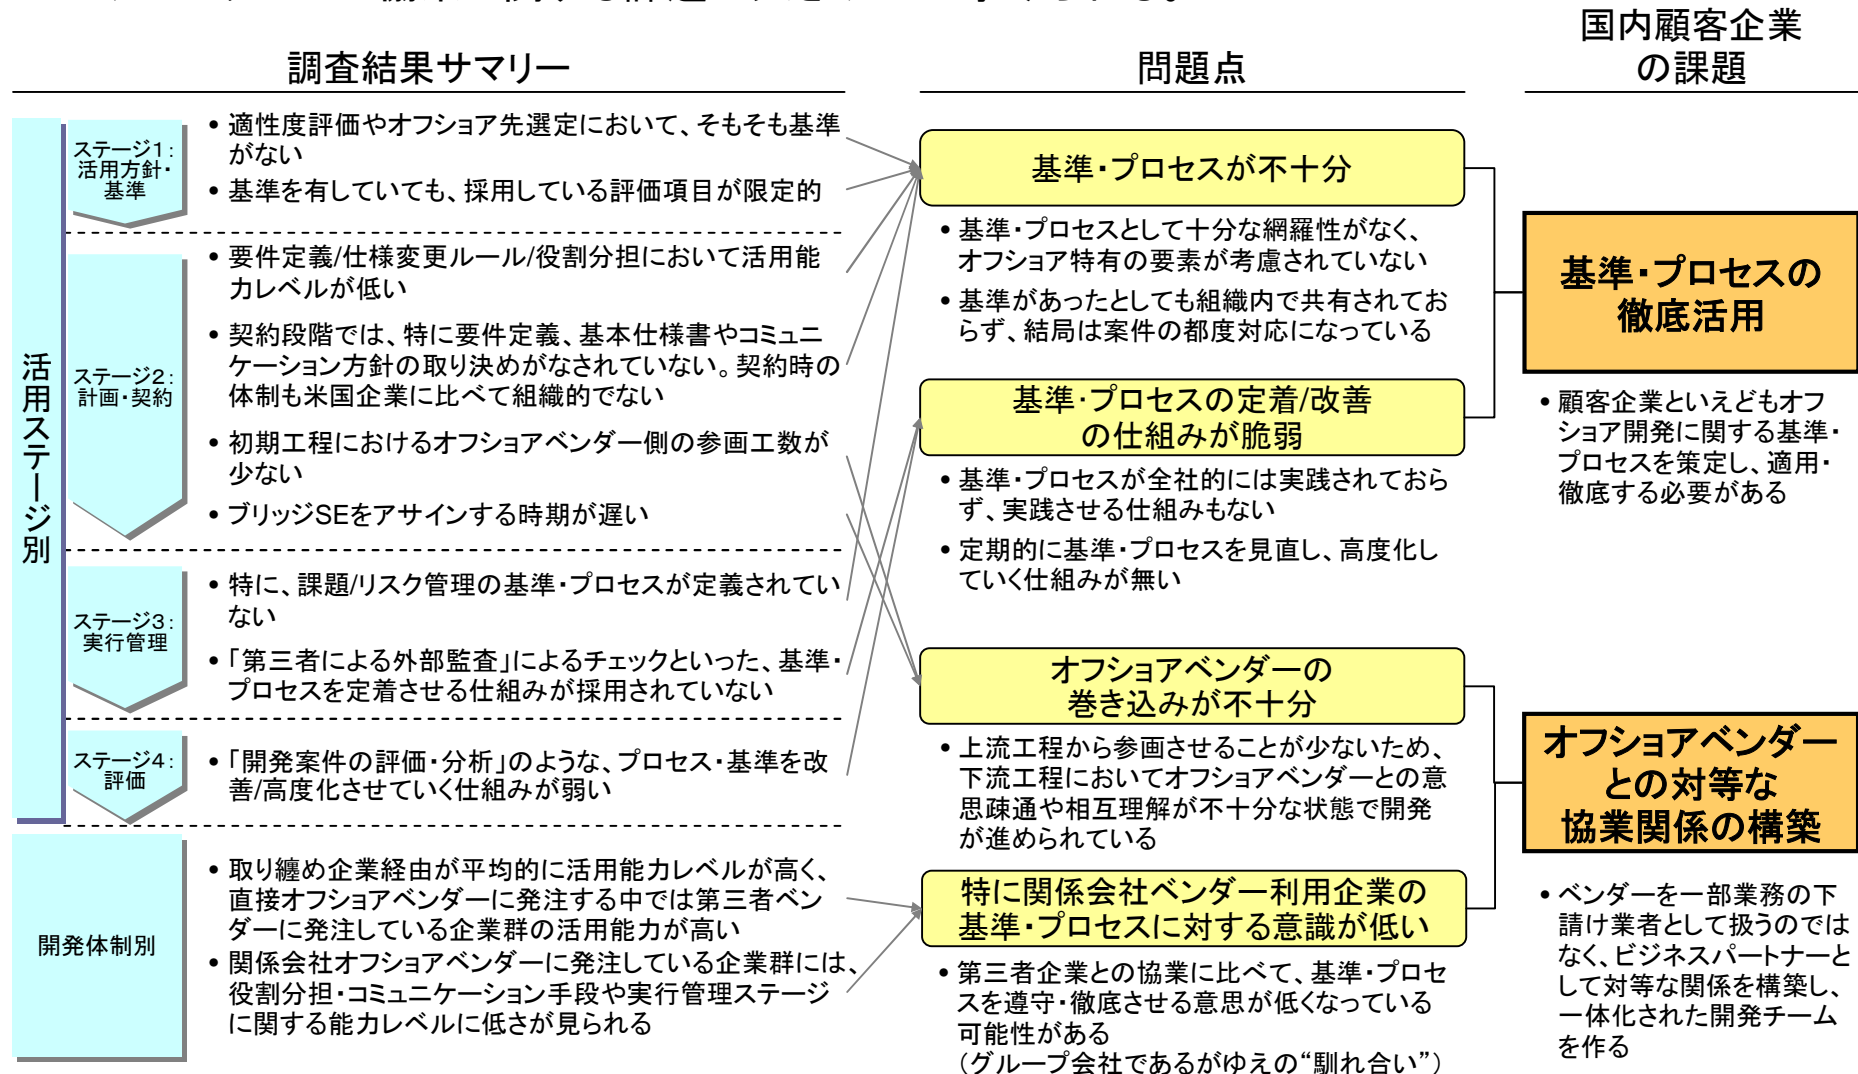 調査結果サマリー
問題点
国内顧客企業
の課題
活用ステージ別
ステージ1:
活用方針・
基準
• 適性度評価やオフショア先選定において、そもそも基準
がない
• 基準を有していても、採用している評価項目が限定的
ステージ2:
計画・契約
• 要件定義/仕様変更ルール/役割分担において活用能
力レベルが低い
• 契約段階では、特に要件定義、基本仕様書やコミュニ
ケーション方針の取り決めがなされていない。契約時の
体制も米国企業に比べて組織的でない
• 初期工程におけるオフショアベンダー側の参画工数が
少ない
• ブリッジSEをアサインする時期が遅い
ステージ3:
実行管理
• 特に、課題/リスク管理の基準・プロセスが定義されてい
ない
• 「第三者による外部監査」によるチェックといった、基準・
プロセスを定着させる仕組みが採用されていない
ステージ4:
評価
• 「開発案件の評価・分析」のような、プロセス・基準を改
善/高度化させていく仕組みが弱い
開発体制別
• 取り纏め企業経由が平均的に活用能力レベルが高く、
直接オフショアベンダーに発注する中では第三者ベン
ダーに発注している企業群の活用能力が高い
• 関係会社オフショアベンダーに発注している企業群には、
役割分担・コミュニケーション手段や実行管理ステージ
に関する能力レベルに低さが見られる
基準・プロセスが不十分
• 基準・プロセスとして十分な網羅性がなく、
オフショア特有の要素が考慮されていない
• 基準があったとしても組織内で共有されてお
らず、結局は案件の都度対応になっている
基準・プロセスの定着/改善
の仕組みが脆弱
• 基準・プロセスが全社的には実践されておら
ず、実践させる仕組みもない
• 定期的に基準・プロセスを見直し、高度化し
ていく仕組みが無い
オフショアベンダーの
巻き込みが不十分
• 上流工程から参画させることが少ないため、
下流工程においてオフショアベンダーとの意
思疎通や相互理解が不十分な状態で開発
が進められている
特に関係会社ベンダー利用企業の
基準・プロセスに対する意識が低い
• 第三者企業との協業に比べて、基準・プロセ
スを遵守・徹底させる意思が低くなっている
可能性がある
(グループ会社であるがゆえの“馴れ合い”)
基準・プロセスの
徹底活用
• 顧客企業といえどもオフ
ショア開発に関する基準・
プロセスを策定し、適用・
徹底する必要がある
オフショアベンダー
との対等な
協業関係の構築
• ベンダーを一部業務の下
請け業者として扱うのでは
なく、ビジネスパートナーと
して対等な関係を構築し、
一体化された開発チーム
を作る